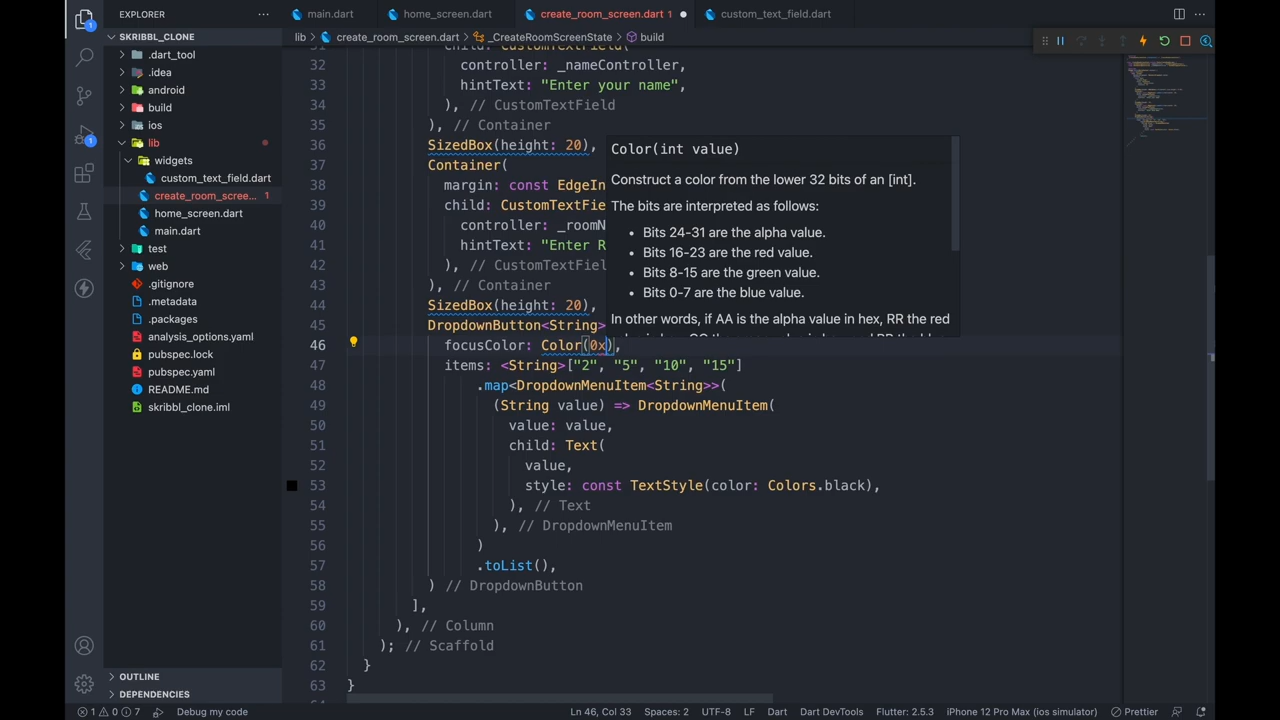 EXPLORER
···
main.dart
home_screen.dart
create_room_screen.dart 1
custom_text_field.dart
···
SKRIBBL_CLONE
lib > create_room_screen.dart > _CreateRoomScreenState > build
.dart_tool
.idea
android
build
ios
lib
widgets
custom_text_field.dart
create_room_scree... 1
home_screen.dart
main.dart
test
web
.gitignore
.metadata
.packages
analysis_options.yaml
pubspec.lock
pubspec.yaml
README.md
skribbl_clone.iml
OUTLINE
DEPENDENCIES
1
1
32 controller: _nameController,
33 hintText: "Enter your name",
34 ), // CustomTextField
35 ), // Container
36 SizedBox(height: 20),
37 Container(
38 margin: const EdgeIn
39 child: CustomTextFie
40 controller: _roomN
41 hintText: "Enter R
42 ), // CustomTextFiel
43 ), // Container
44 SizedBox(height: 20),
45 DropdownButton<String>
46 focusColor: Color(0x),
47 items: <String>["2", "5", "10", "15"]
48 .map<DropdownMenuItem<String>>(
49 (String value) => DropdownMenuItem(
50 value: value,
51 child: Text(
52 value,
53 style: const TextStyle(color: Colors.black),
54 ), // Text
55 ), // DropdownMenuItem
56 )
57 .toList(),
58 ) // DropdownButton
59 ],
60 ), // Column
61 ); // Scaffold
62 }
63 }
Color(int value)
Construct a color from the lower 32 bits of an [int].
The bits are interpreted as follows:
• Bits 24-31 are the alpha value.
• Bits 16-23 are the red value.
• Bits 8-15 are the green value.
• Bits 0-7 are the blue value.
In other words, if AA is the alpha value in hex, RR the red
1 0 7 Debug my code
Ln 46, Col 33 Spaces: 2 UTF-8 LF Dart Dart DevTools Flutter: 2.5.3 iPhone 12 Pro Max (ios simulator) Prettier